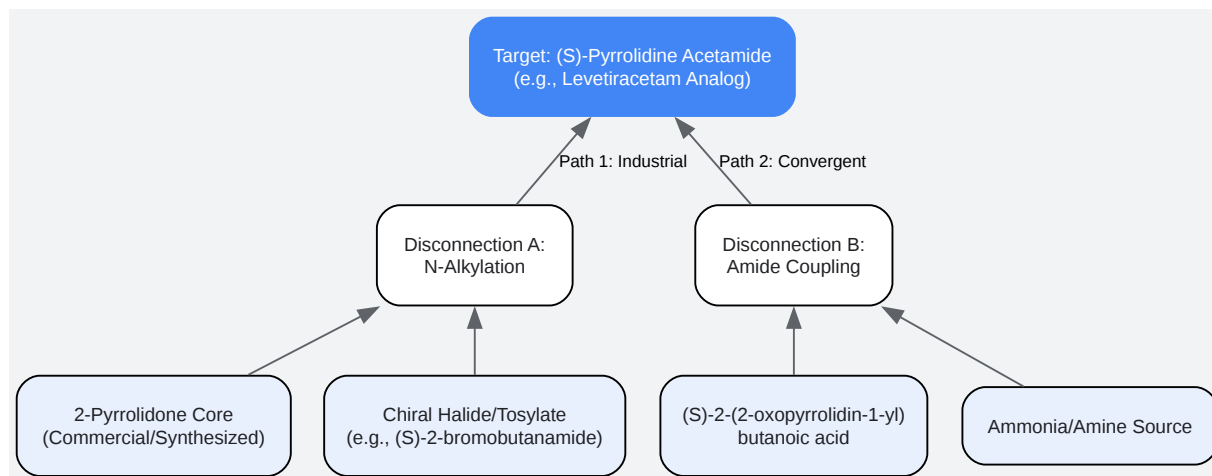 Target: (S)-Pyrrolidine Acetamide
(e.g., Levetiracetam Analog)
Path 1: Industrial
Path 2: Convergent
Disconnection A:
N-Alkylation
Disconnection B:
Amide Coupling
2-Pyrrolidone Core
(Commercial/Synthesized)
Chiral Halide/Tosylate
(e.g., (S)-2-bromobutanamide)
(S)-2-(2-oxopyrrolidin-1-yl)
butanoic acid
Ammonia/Amine Source